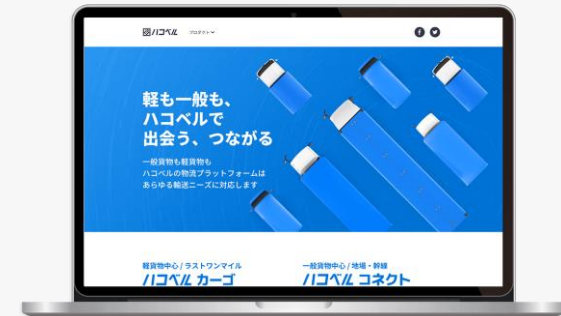 ハコベル
プロダクト
軽も一般も、
ハコベルで
出会う、つながる
一般貨物も軽貨物も
ハコベルの物流プラットフォームは
あらゆる輸送ニーズに対応します
軽貨物中心 / ラストワンマイル
一般貨物中心 / 地場・幹線
ハコベル カーゴ
ハコベル コネクト